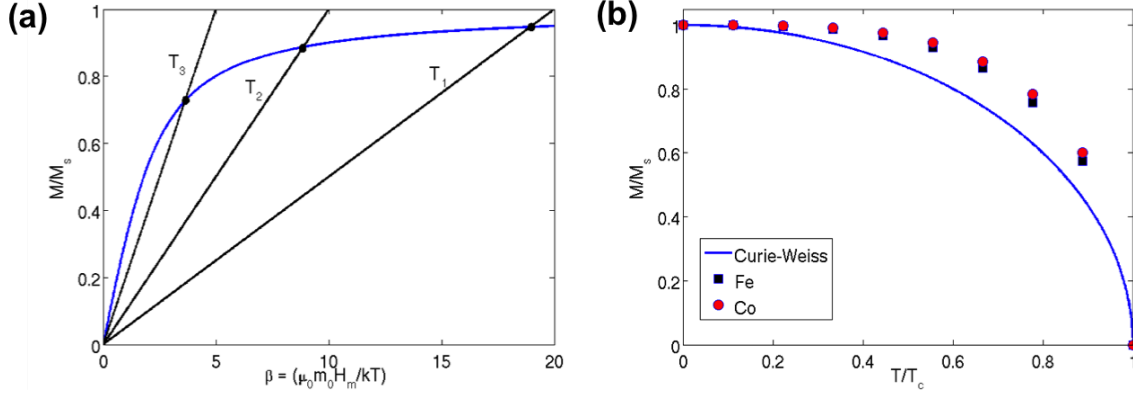 (a)
1
0.8
0.6
0.4
0.2
0
M/Ms
T3
T2
T1
0 5 10 15 20
β = (μ0m0Hm/kT)
(b)
1
0.8
0.6
0.4
0.2
0
M/Ms
Curie-Weiss
Fe
Co
0 0.2 0.4 0.6 0.8 1
T/Tc